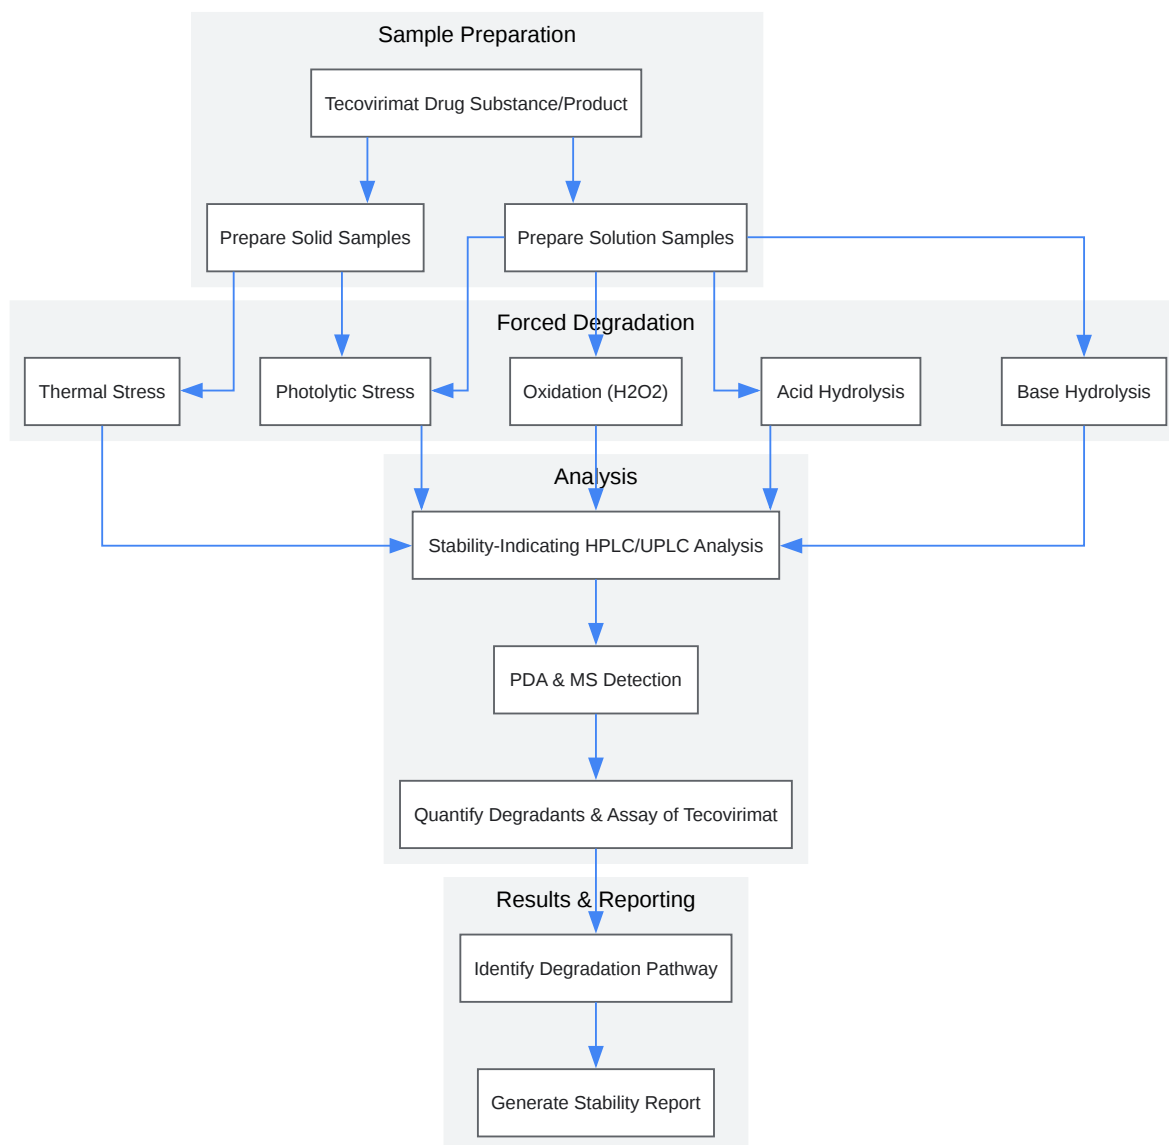 Sample Preparation
Tecovirimat Drug Substance/Product
Prepare Solid Samples
Prepare Solution Samples
Forced Degradation
Thermal Stress
Photolytic Stress
Oxidation (H2O2)
Acid Hydrolysis
Base Hydrolysis
Analysis
Stability-Indicating HPLC/UPLC Analysis
PDA & MS Detection
Quantify Degradants & Assay of Tecovirimat
Results & Reporting
Identify Degradation Pathway
Generate Stability Report